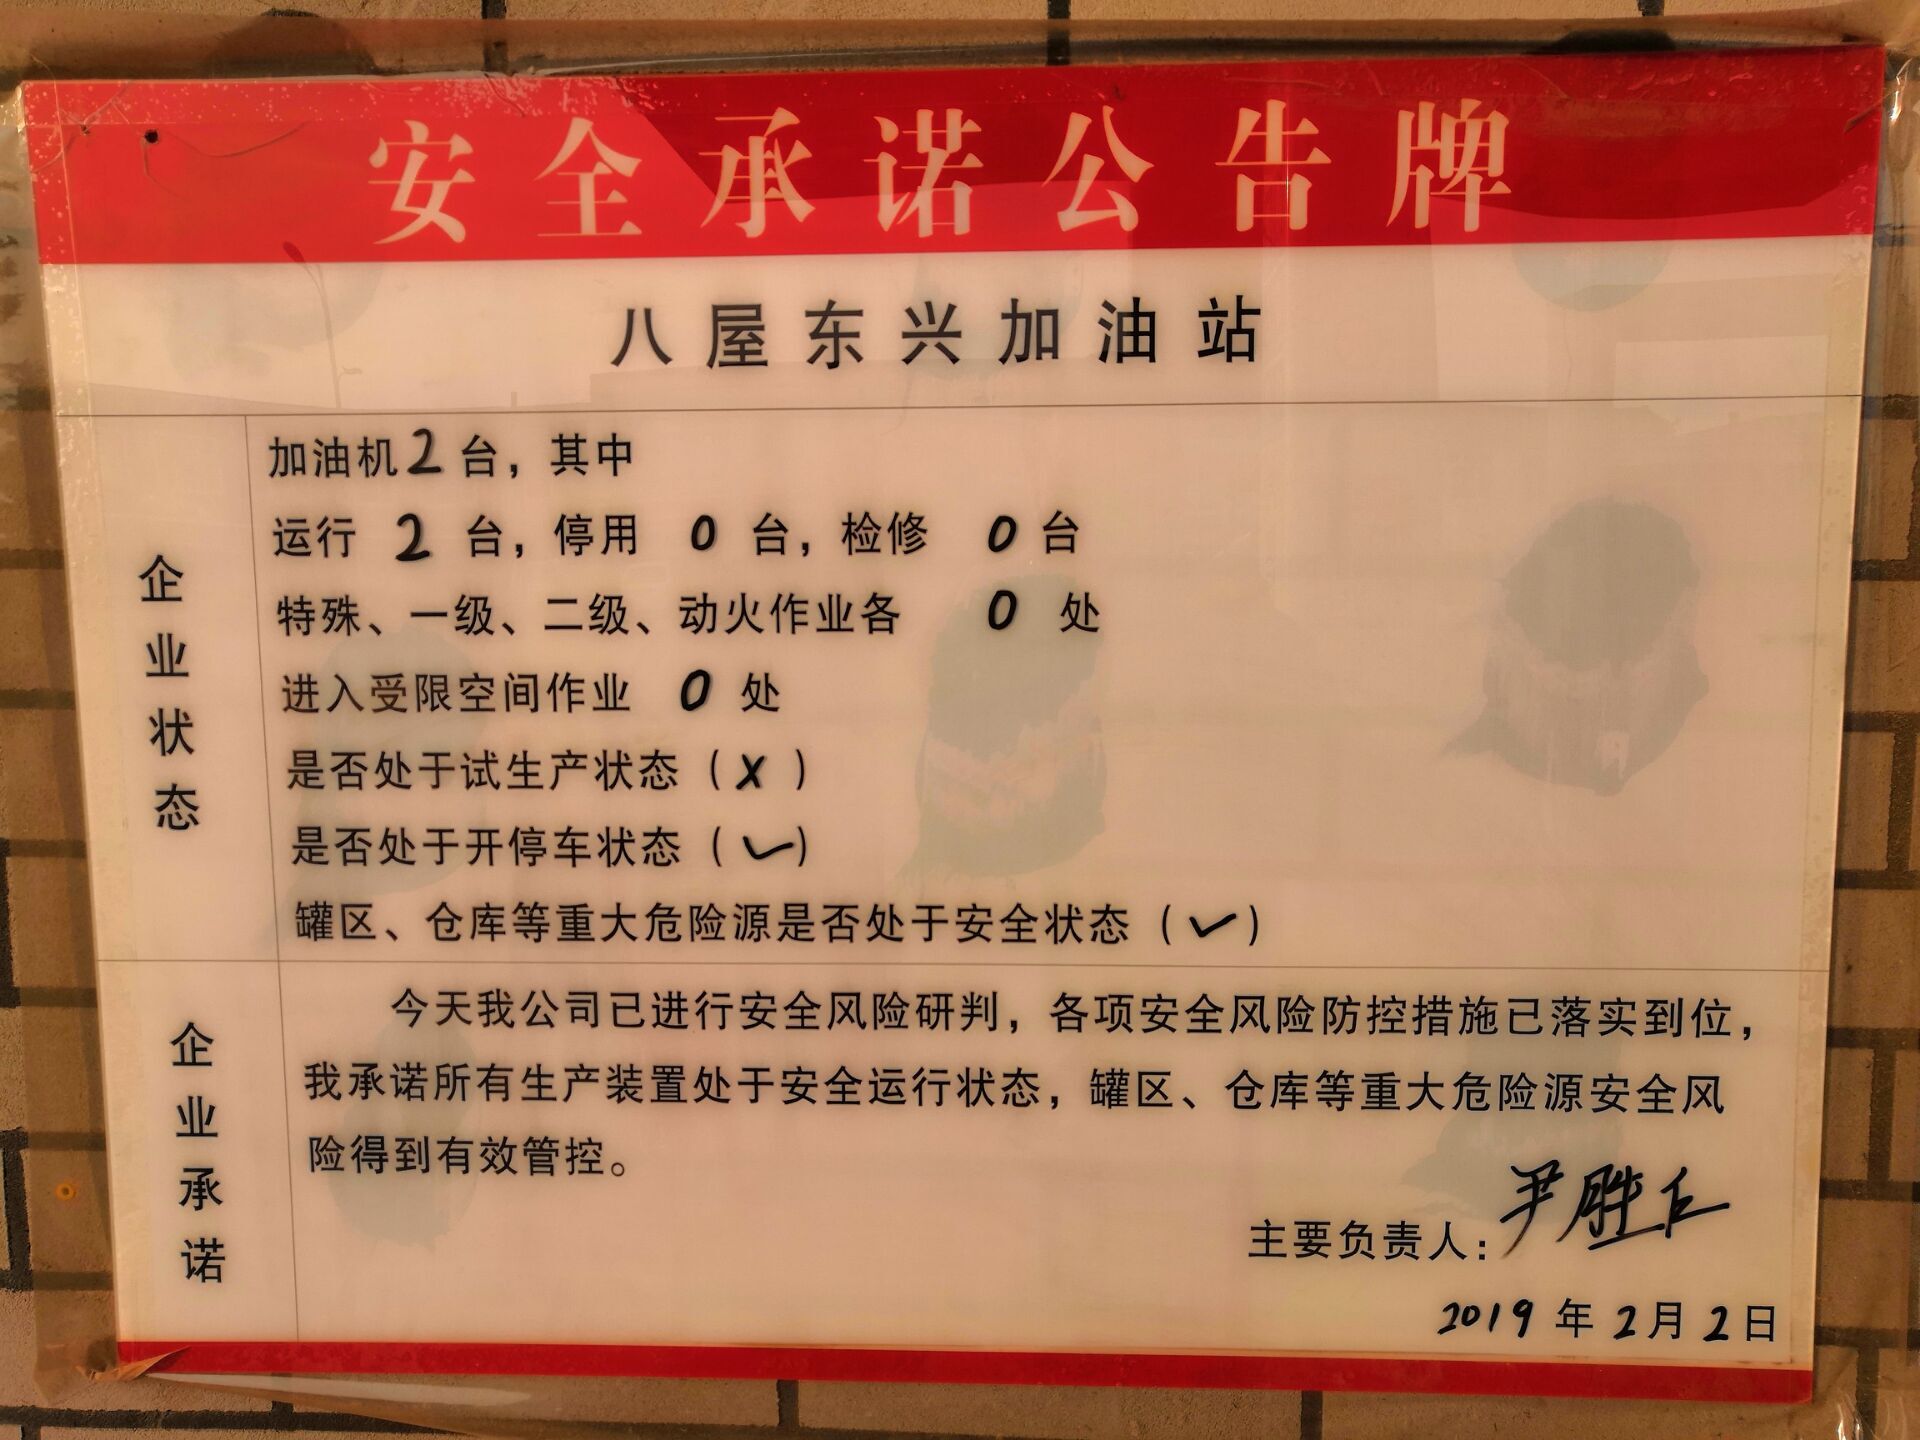 安全承诺公告牌
八屋东兴加油站
企业状态
加油机2台，其中
运行 2 台，停用 0 台，检修 0 台
特殊、一级、二级、动火作业各 0 处
进入受限空间作业 0 处
是否处于试生产状态（X）
是否处于开停车状态（✓）
罐区、仓库等重大危险源是否处于安全状态（✓）
企业承诺
今天我公司已进行安全风险研判，各项安全风险防控措施已落实到位，
我承诺所有生产装置处于安全运行状态，罐区、仓库等重大危险源安全风
险得到有效管控。
主要负责人：尹胜仁
2019 年 2 月 2 日